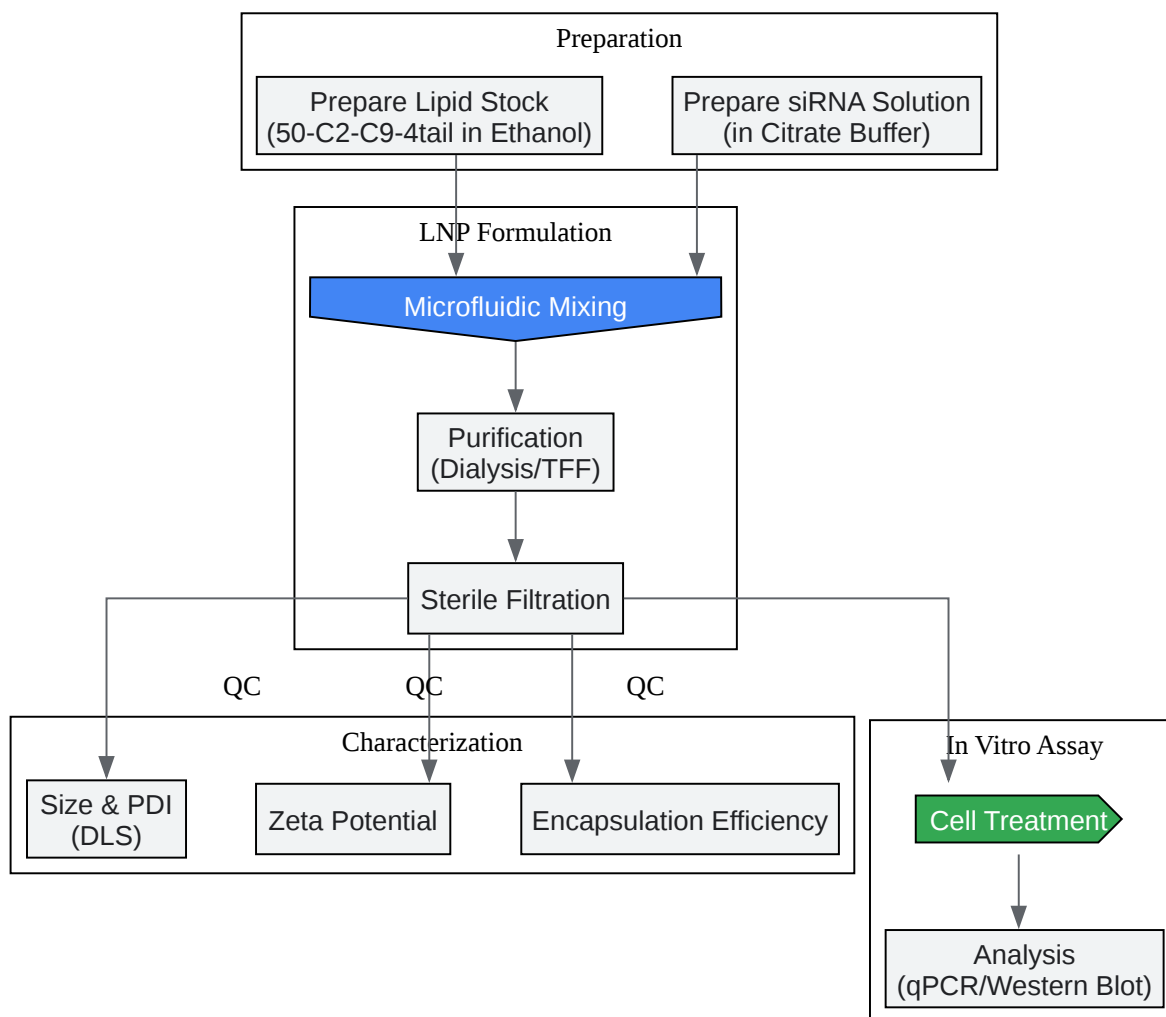 Preparation
Prepare Lipid Stock
(50-C2-C9-4tail in Ethanol)
Prepare siRNA Solution
(in Citrate Buffer)
LNP Formulation
Microfluidic Mixing
Purification
(Dialysis/TFF)
Sterile Filtration
QC
QC
QC
Characterization
Size & PDI
(DLS)
Zeta Potential
Encapsulation Efficiency
In Vitro Assay
Cell Treatment
Analysis
(qPCR/Western Blot)